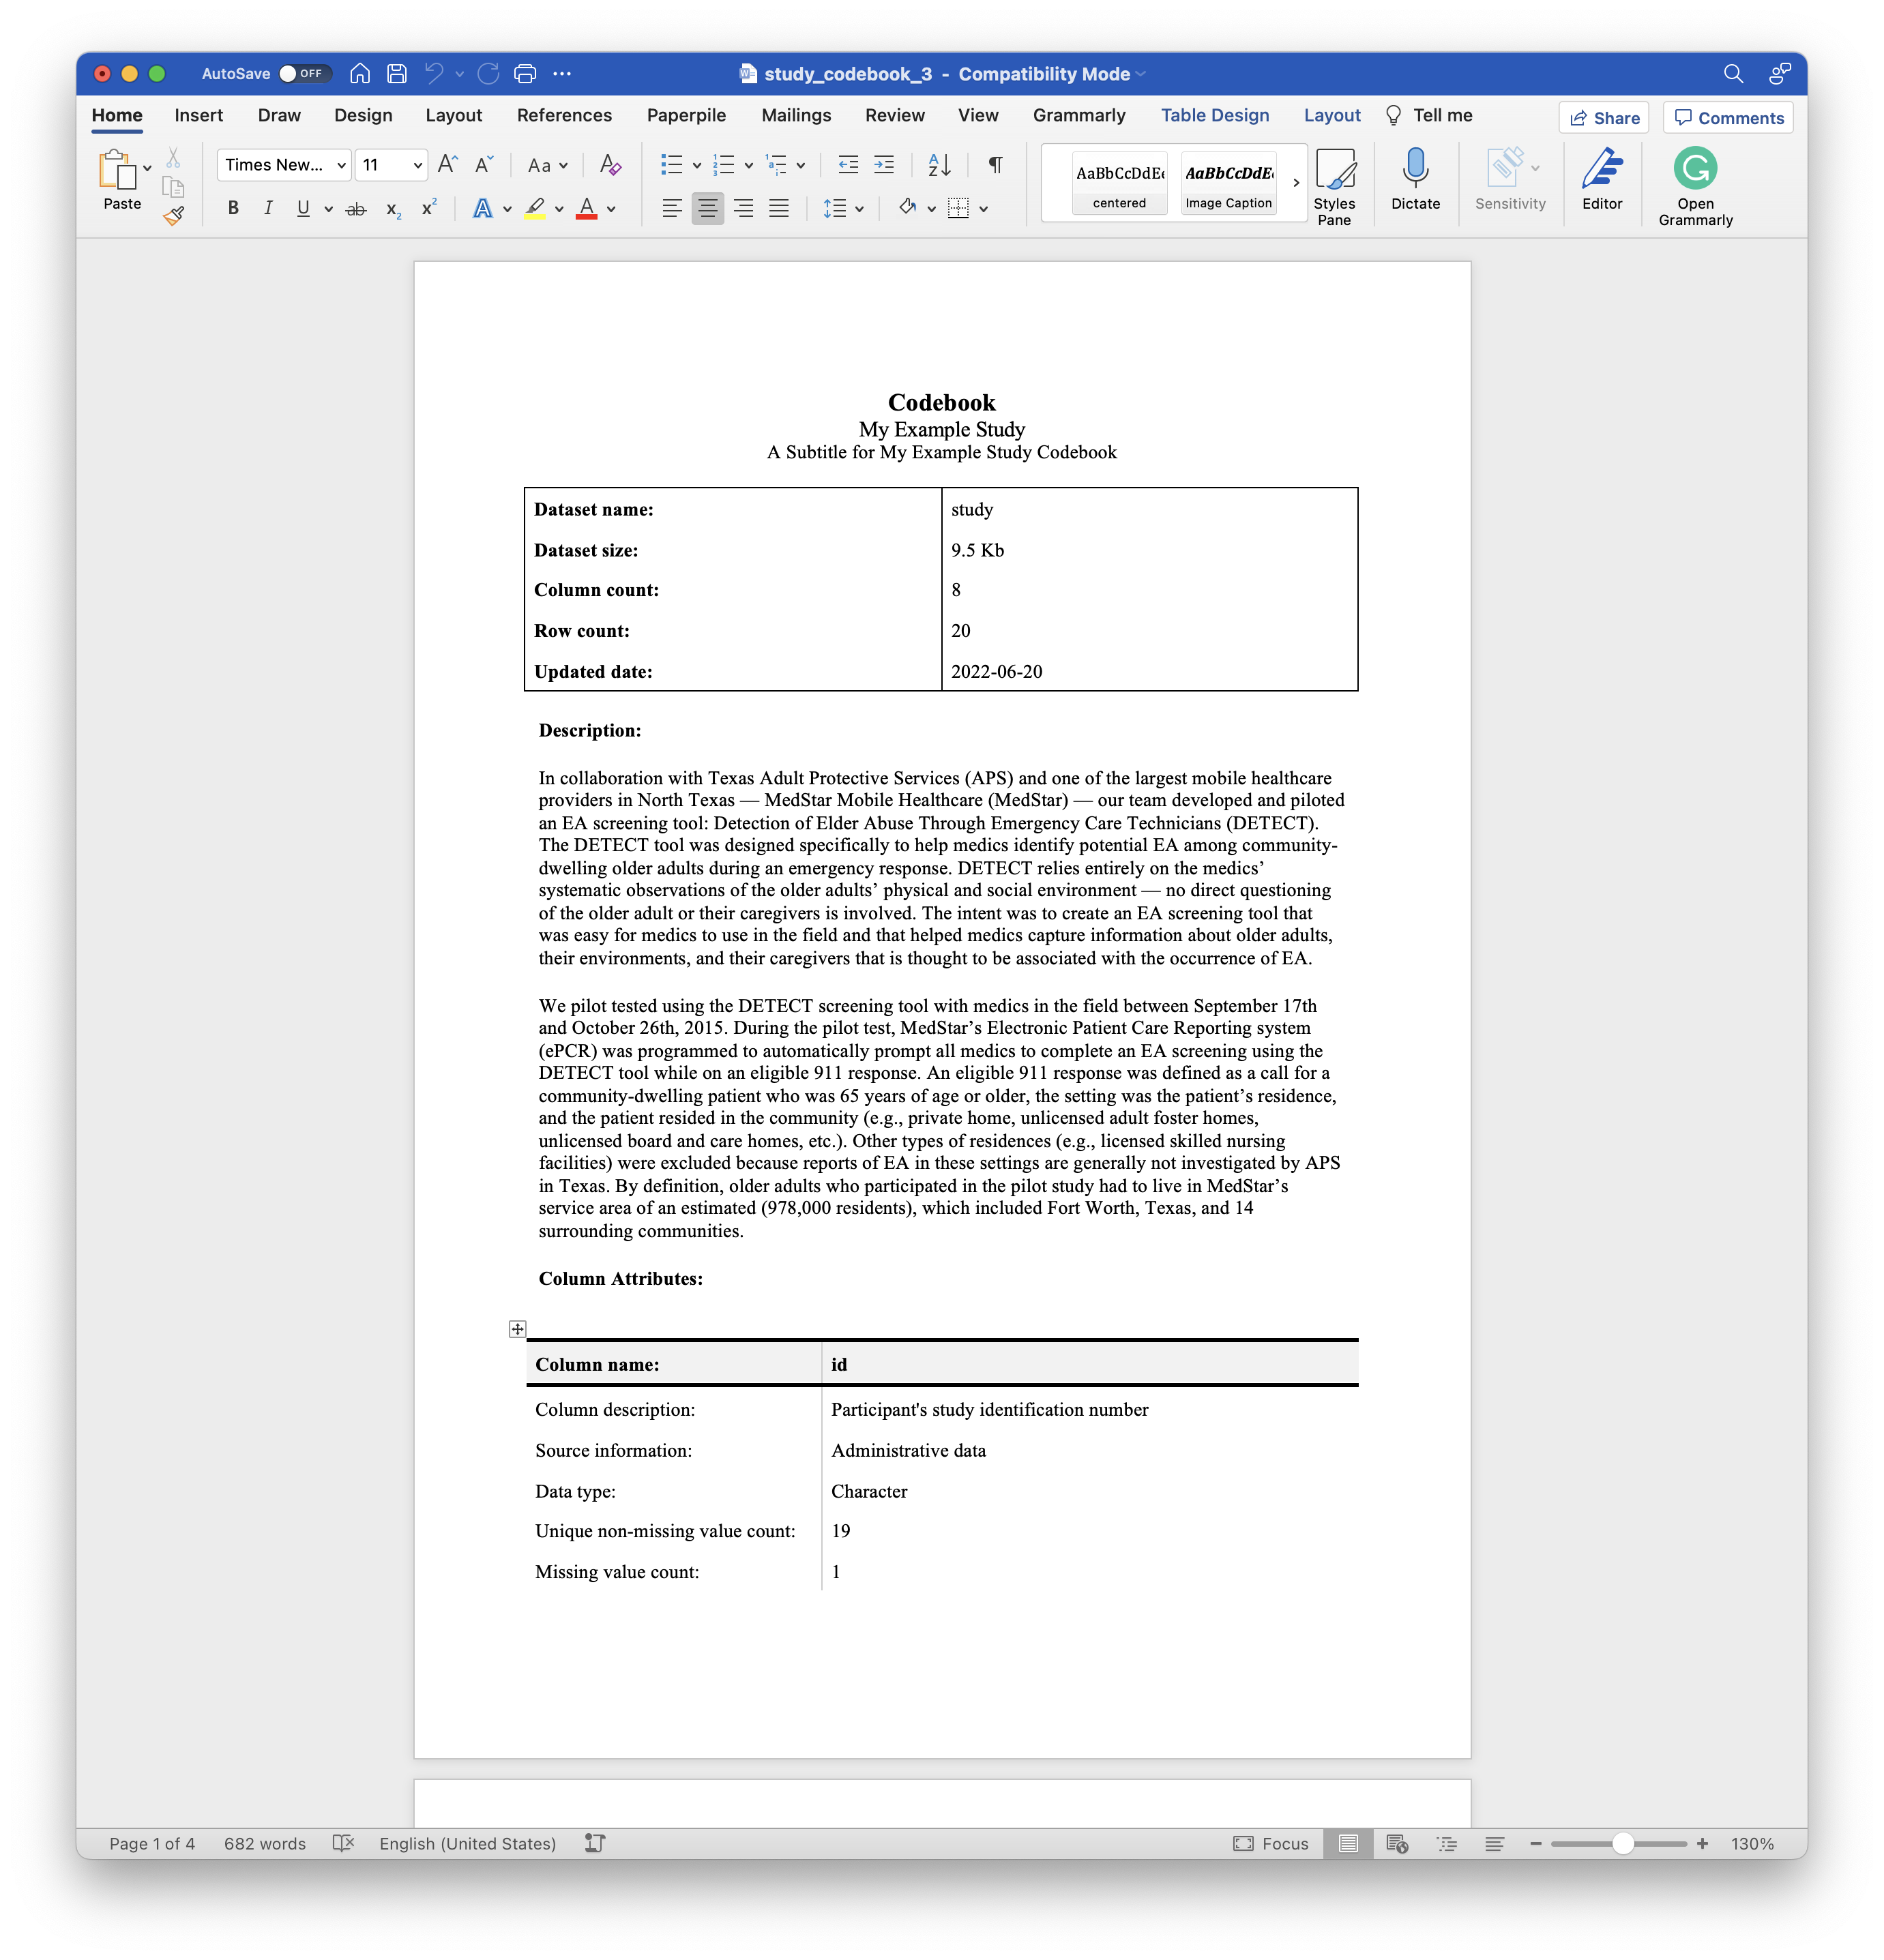 AutoSave OFF study_codebook_3 - Compatibility Mode
Home Insert Draw Design Layout References Paperpile Mailings Review View Grammarly Table Design Layout Tell me Share Comments
Paste
Times New... 11 Aa
AaBbCcDdEe AaBbCcDdE
centered Image Caption
Styles Pane Dictate Sensitivity Editor Open Grammarly
Codebook
My Example Study
A Subtitle for My Example Study Codebook
Dataset name: study
Dataset size: 9.5 Kb
Column count: 8
Row count: 20
Updated date: 2022-06-20
Description:
In collaboration with Texas Adult Protective Services (APS) and one of the largest mobile healthcare
providers in North Texas — MedStar Mobile Healthcare (MedStar) — our team developed and piloted
an EA screening tool: Detection of Elder Abuse Through Emergency Care Technicians (DETECT).
The DETECT tool was designed specifically to help medics identify potential EA among community-
dwelling older adults during an emergency response. DETECT relies entirely on the medics’
systematic observations of the older adults’ physical and social environment — no direct questioning
of the older adult or their caregivers is involved. The intent was to create an EA screening tool that
was easy for medics to use in the field and that helped medics capture information about older adults,
their environments, and their caregivers that is thought to be associated with the occurrence of EA.
We pilot tested using the DETECT screening tool with medics in the field between September 17th
and October 26th, 2015. During the pilot test, MedStar’s Electronic Patient Care Reporting system
(ePCR) was programmed to automatically prompt all medics to complete an EA screening using the
DETECT tool while on an eligible 911 response. An eligible 911 response was defined as a call for a
community-dwelling patient who was 65 years of age or older, the setting was the patient’s residence,
and the patient resided in the community (e.g., private home, unlicensed adult foster homes,
unlicensed board and care homes, etc.). Other types of residences (e.g., licensed skilled nursing
facilities) were excluded because reports of EA in these settings are generally not investigated by APS
in Texas. By definition, older adults who participated in the pilot study had to live in MedStar’s
service area of an estimated (978,000 residents), which included Fort Worth, Texas, and 14
surrounding communities.
Column Attributes:
Column name: id
Column description: Participant's study identification number
Source information: Administrative data
Data type: Character
Unique non-missing value count: 19
Missing value count: 1
Page 1 of 4 682 words English (United States) Focus 130%